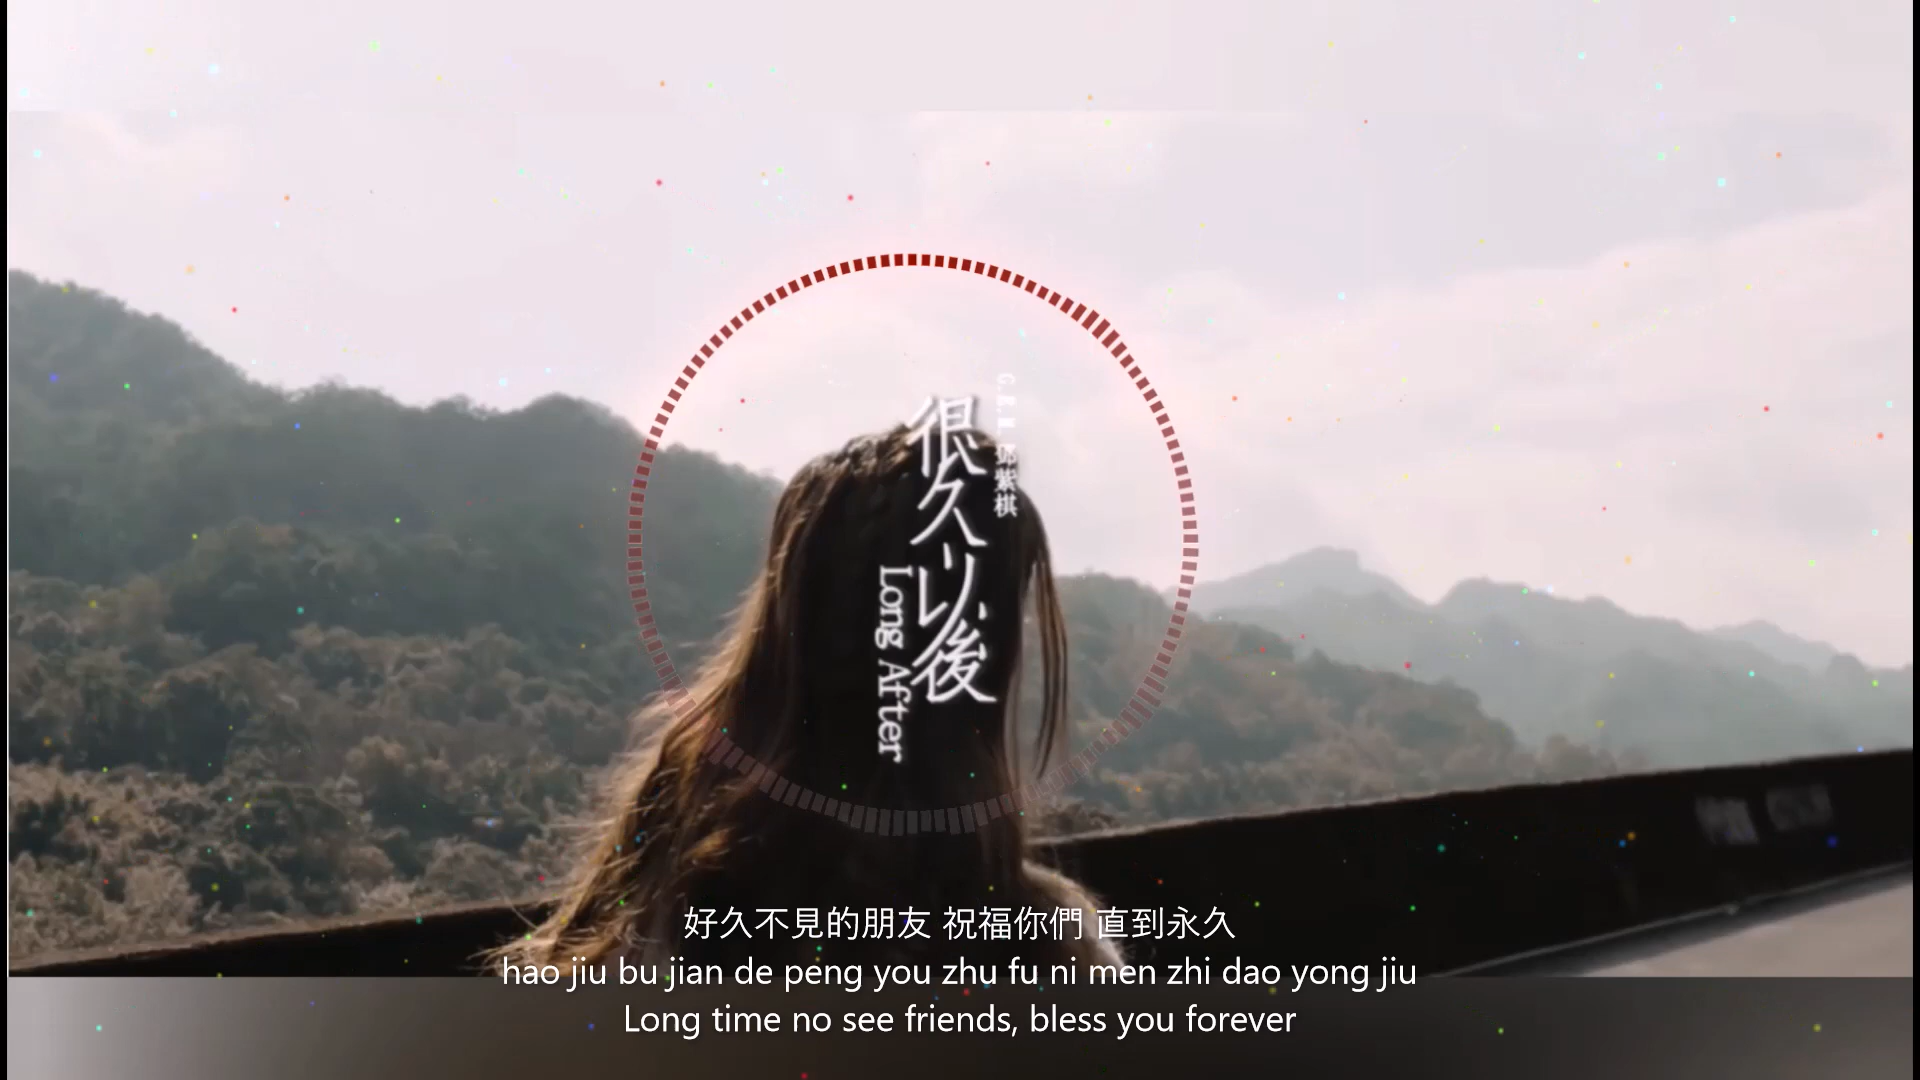 G.E.M. 鄧紫棋
很久以後
Long After
好久不見的朋友 祝福你們 直到永久
hao jiu bu jian de peng you zhu fu ni men zhi dao yong jiu
Long time no see friends, bless you forever